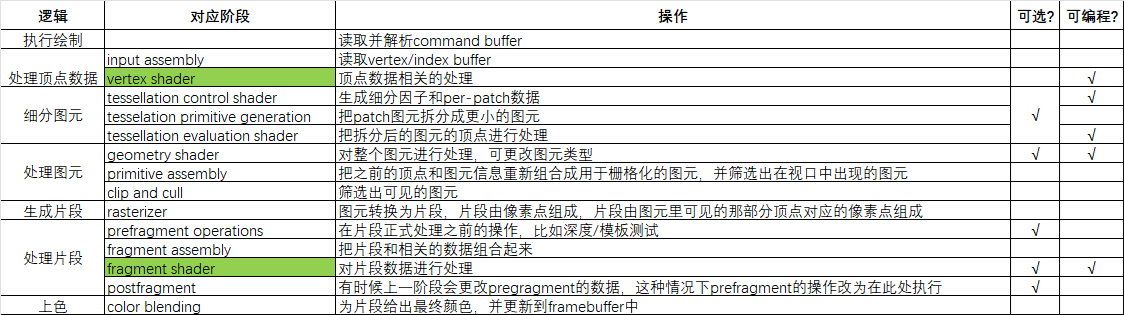 逻辑 对应阶段 操作 可选? 可编程?
执行绘制 读取并解析command buffer
处理顶点数据 input assembly 读取vertex/index buffer
vertex shader 顶点数据相关的处理 √
细分图元 tessellation control shader 生成细分因子和per-patch数据 √ √
tesselation primitive generation 把patch图元拆分成更小的图元
tessellation evaluation shader 把拆分后的图元的顶点进行处理 √
处理图元 geometry shader 对整个图元进行处理，可更改图元类型 √ √
primitive assembly 把之前的顶点和图元信息重新组合成用于栅格化的图元，并筛选出在视口中出现的图元
clip and cull 筛选出可见的图元
生成片段 rasterizer 图元转换为片段，片段由像素点组成，片段由图元里可见的那部分顶点对应的像素点组成
处理片段 prefragment operations 在片段正式处理之前的操作，比如深度/模板测试 √
fragment assembly 把片段和相关的数据组合起来
fragment shader 对片段数据进行处理 √ √
postfragment 有时候上一阶段会更改pregragment的数据，这种情况下prefragment的操作改为在此处执行 √
上色 color blending 为片段给出最终颜色，并更新到framebuffer中